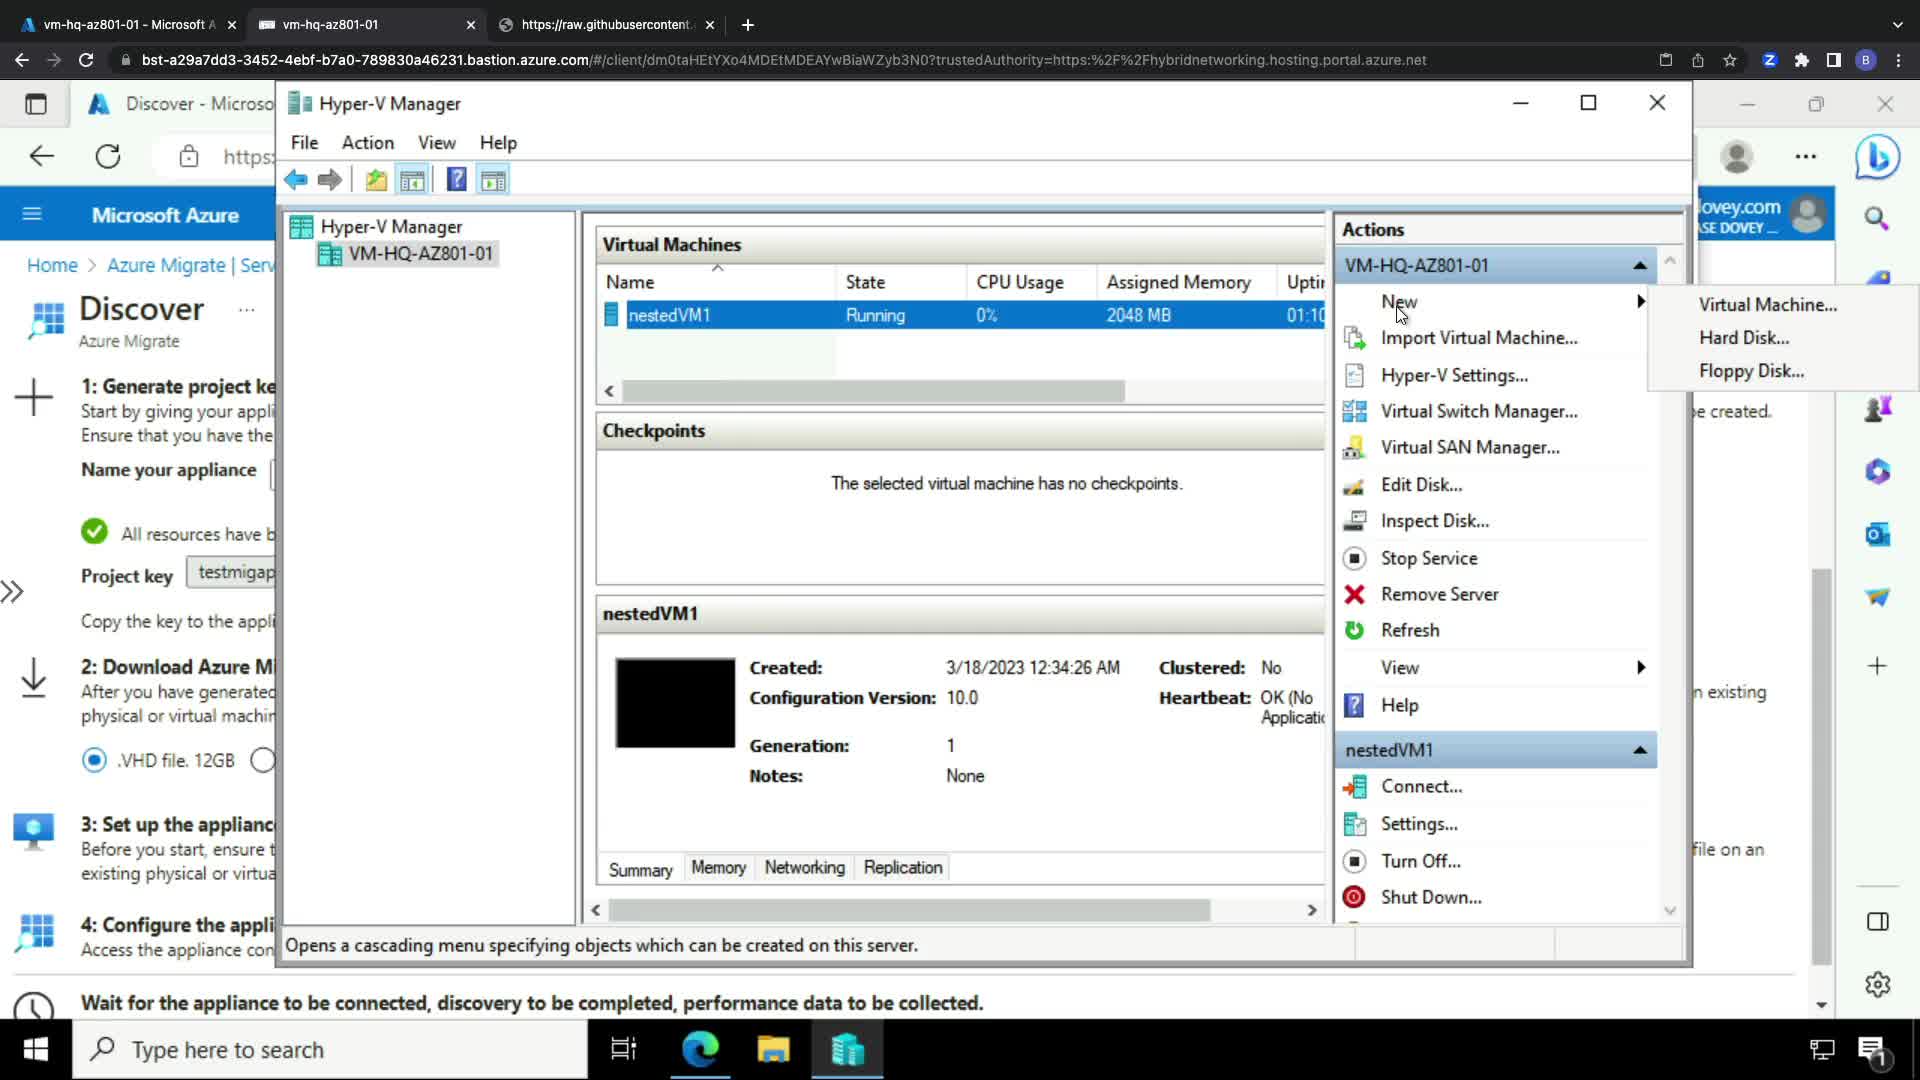 vm-hq-az801-01 - Microsoft A
vm-hq-az801-01
https://raw.githubusercontent.
bst-a29a7dd3-3452-4ebf-b7a0-789830a46231.bastion.azure.com/#/client/dm0taHEtYXo4MDEtMDEAYwBiaWZyb3N0?trustedAuthority=https:%2F%2Fhybridnetworking.hosting.portal.azure.net
B
Discover - Microso
https:
Microsoft Azure
lovey.com
ASE DOVEY ...
Home > Azure Migrate | Serv
Discover ...
Azure Migrate
1: Generate project ke
Start by giving your appli
be created.
Ensure that you have the
Name your appliance
All resources have b
Project key
testmigap
Copy the key to the appli
2: Download Azure Mi
After you have generated
n existing
physical or virtual machin
.VHD file. 12GB
3: Set up the applianc
Before you start, ensure t
file on an
existing physical or virtua
4: Configure the appli
Access the appliance con
Wait for the appliance to be connected, discovery to be completed, performance data to be collected.
Hyper-V Manager
File Action View Help
Hyper-V Manager
VM-HQ-AZ801-01
Virtual Machines
Name State CPU Usage Assigned Memory Uptim
nestedVM1 Running 0% 2048 MB 01:10
Checkpoints
The selected virtual machine has no checkpoints.
nestedVM1
Created: 3/18/2023 12:34:26 AM Clustered: No
Configuration Version: 10.0 Heartbeat: OK (No
Applicatio
Generation: 1
Notes: None
Summary Memory Networking Replication
Actions
VM-HQ-AZ801-01
New
Import Virtual Machine...
Hyper-V Settings...
Virtual Switch Manager...
Virtual SAN Manager...
Edit Disk...
Inspect Disk...
Stop Service
Remove Server
Refresh
View
Help
nestedVM1
Connect...
Settings...
Turn Off...
Shut Down...
Virtual Machine...
Hard Disk...
Floppy Disk...
Opens a cascading menu specifying objects which can be created on this server.
Type here to search
1